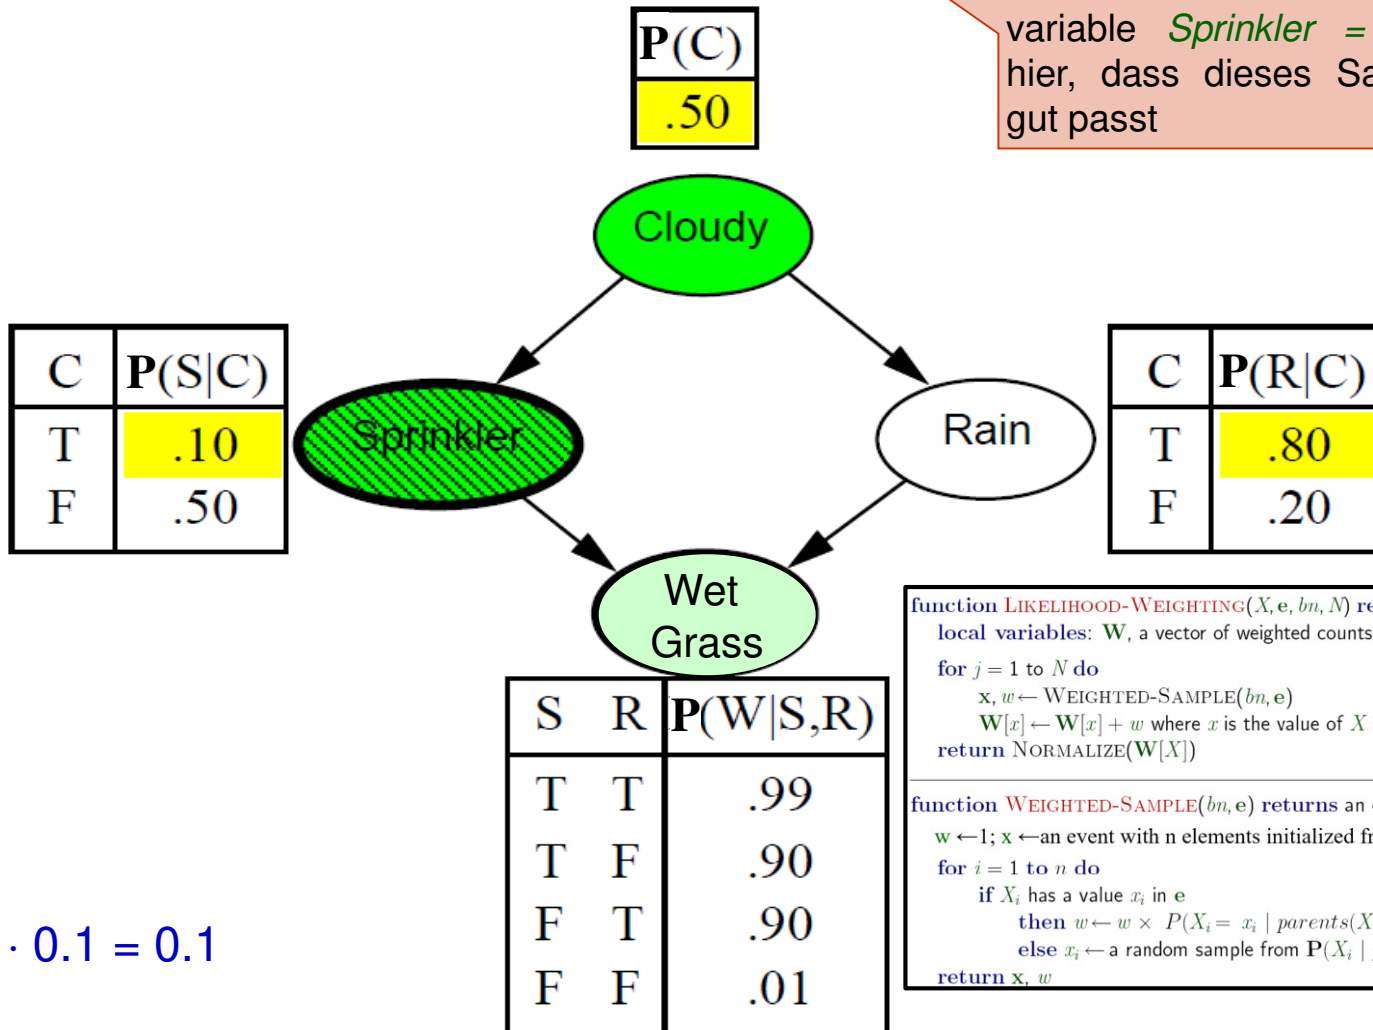 P(C)
.50
variable Sprinkler =
hier, dass dieses Sa
gut passt
Cloudy
C P(S|C)
T .10
F .50
Sprinkler
Rain
C P(R|C)
T .80
F .20
Wet
Grass
S R P(W|S,R)
T T .99
T F .90
F T .90
F F .01
· 0.1 = 0.1
function LIKELIHOOD-WEIGHTING(X, e, bn, N) re
local variables: W, a vector of weighted counts
for j = 1 to N do
x, w ← WEIGHTED-SAMPLE(bn, e)
W[x] ← W[x] + w where x is the value of X
return NORMALIZE(W[X])
function WEIGHTED-SAMPLE(bn, e) returns an
w ←1; x ←an event with n elements initialized fr
for i = 1 to n do
if Xi has a value xi in e
then w ← w × P(Xi = xi | parents(X
else xi ← a random sample from P(Xi |
return x, w